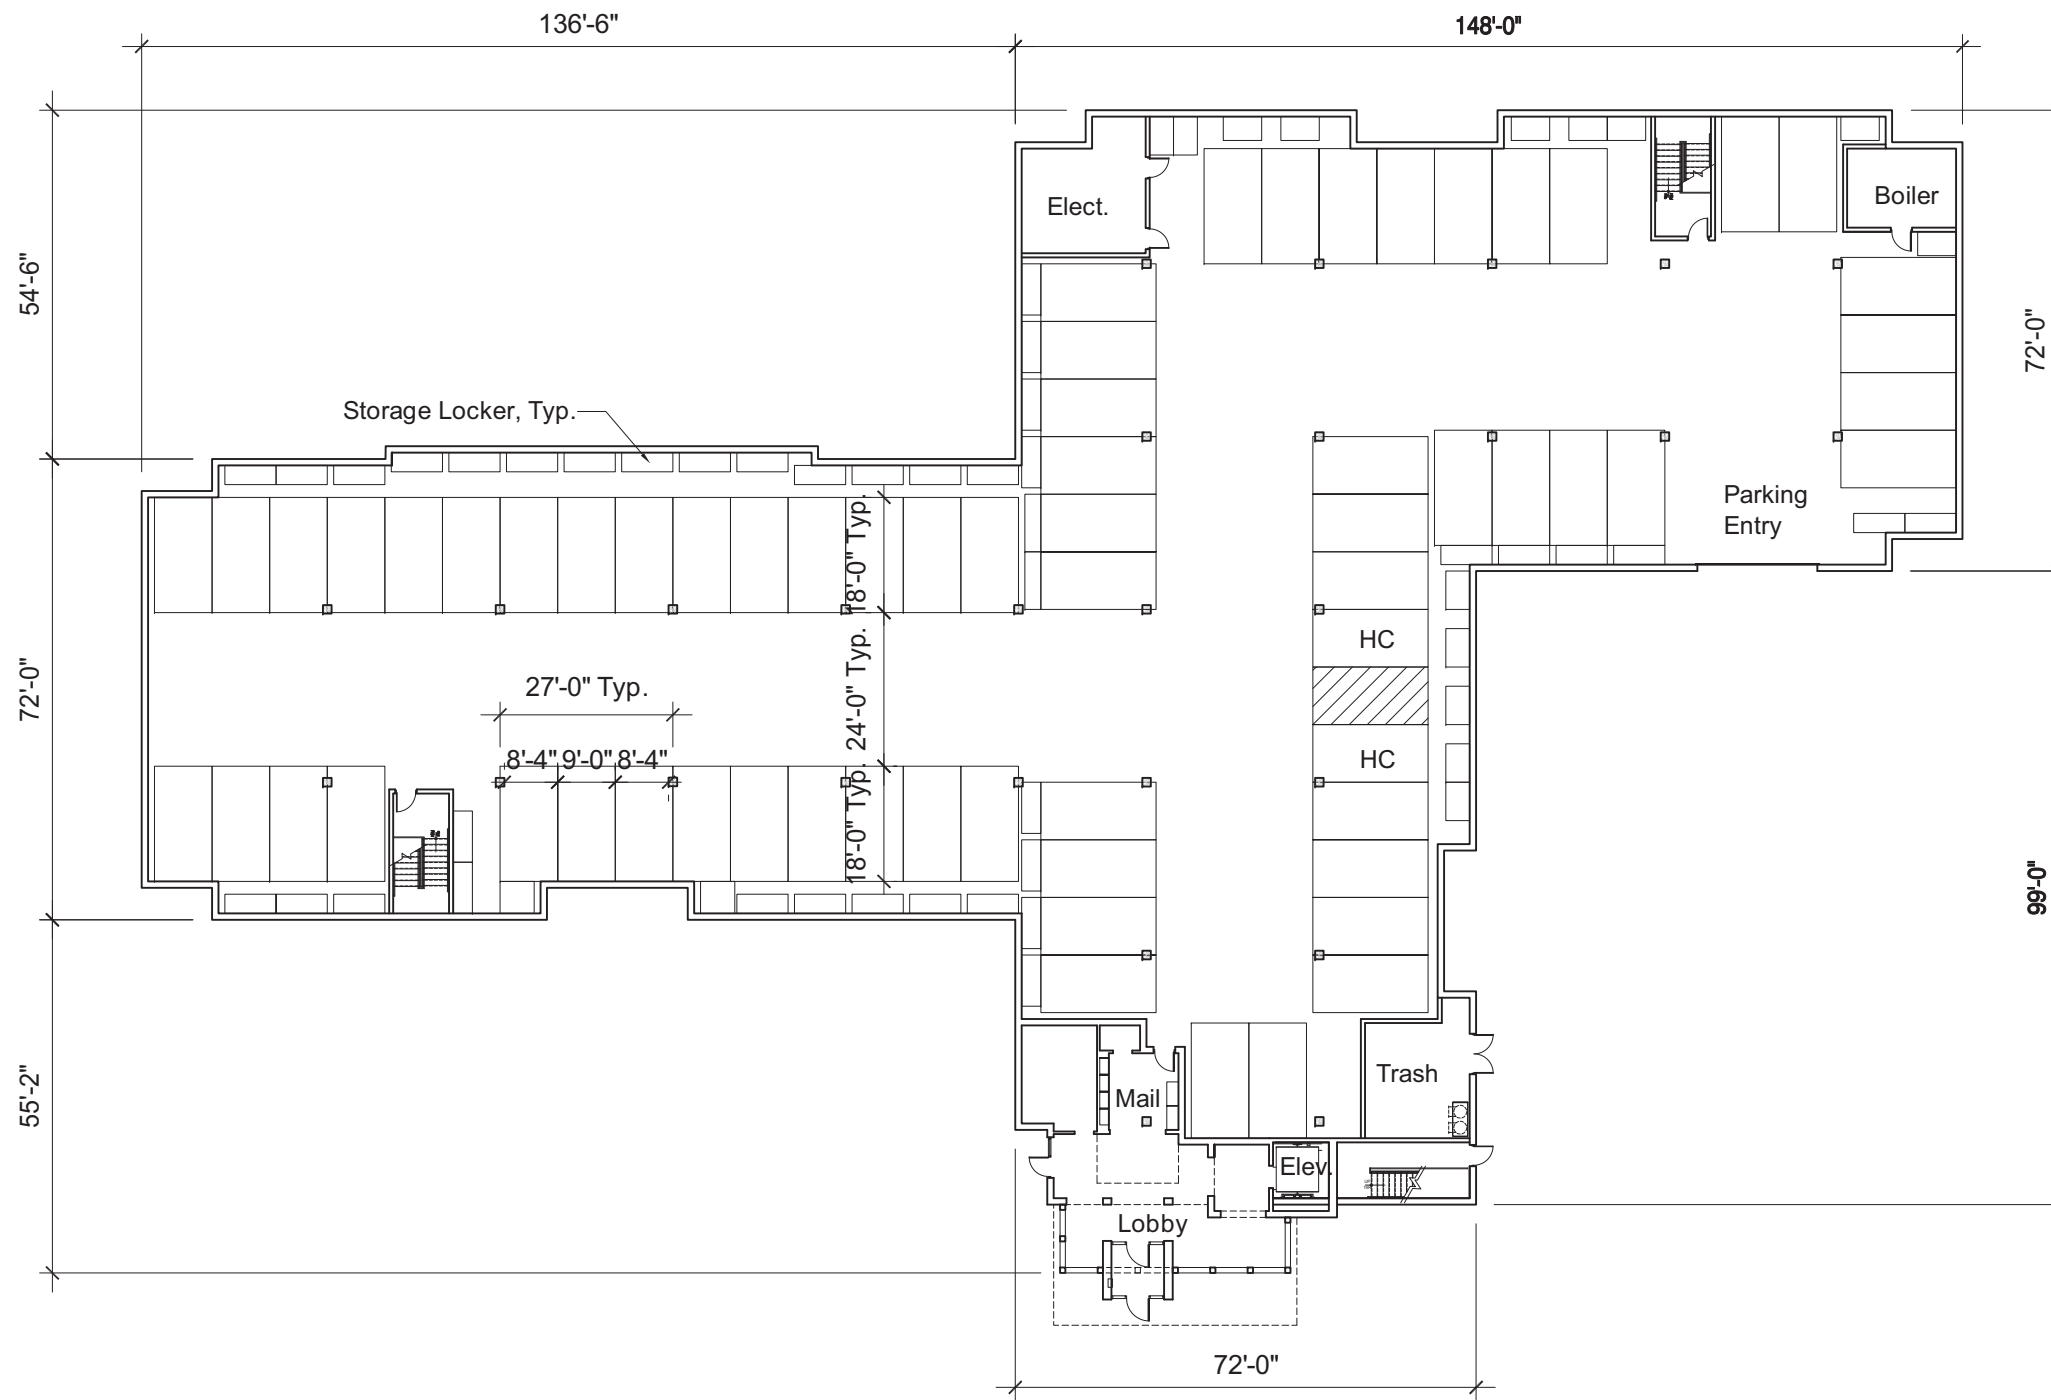 136'-6"
148'-0"
Elect.
Boiler
54'-6"
72'-0"
Storage Locker, Typ.
Parking
Entry
18'-0" Typ.
HC
72'-0"
27'-0" Typ.
24'-0" Typ.
8'-4" 9'-0" 8'-4"
HC
18'-0" Typ.
99'-0"
55'-2"
Trash
Mail
Elev.
Lobby
72'-0"